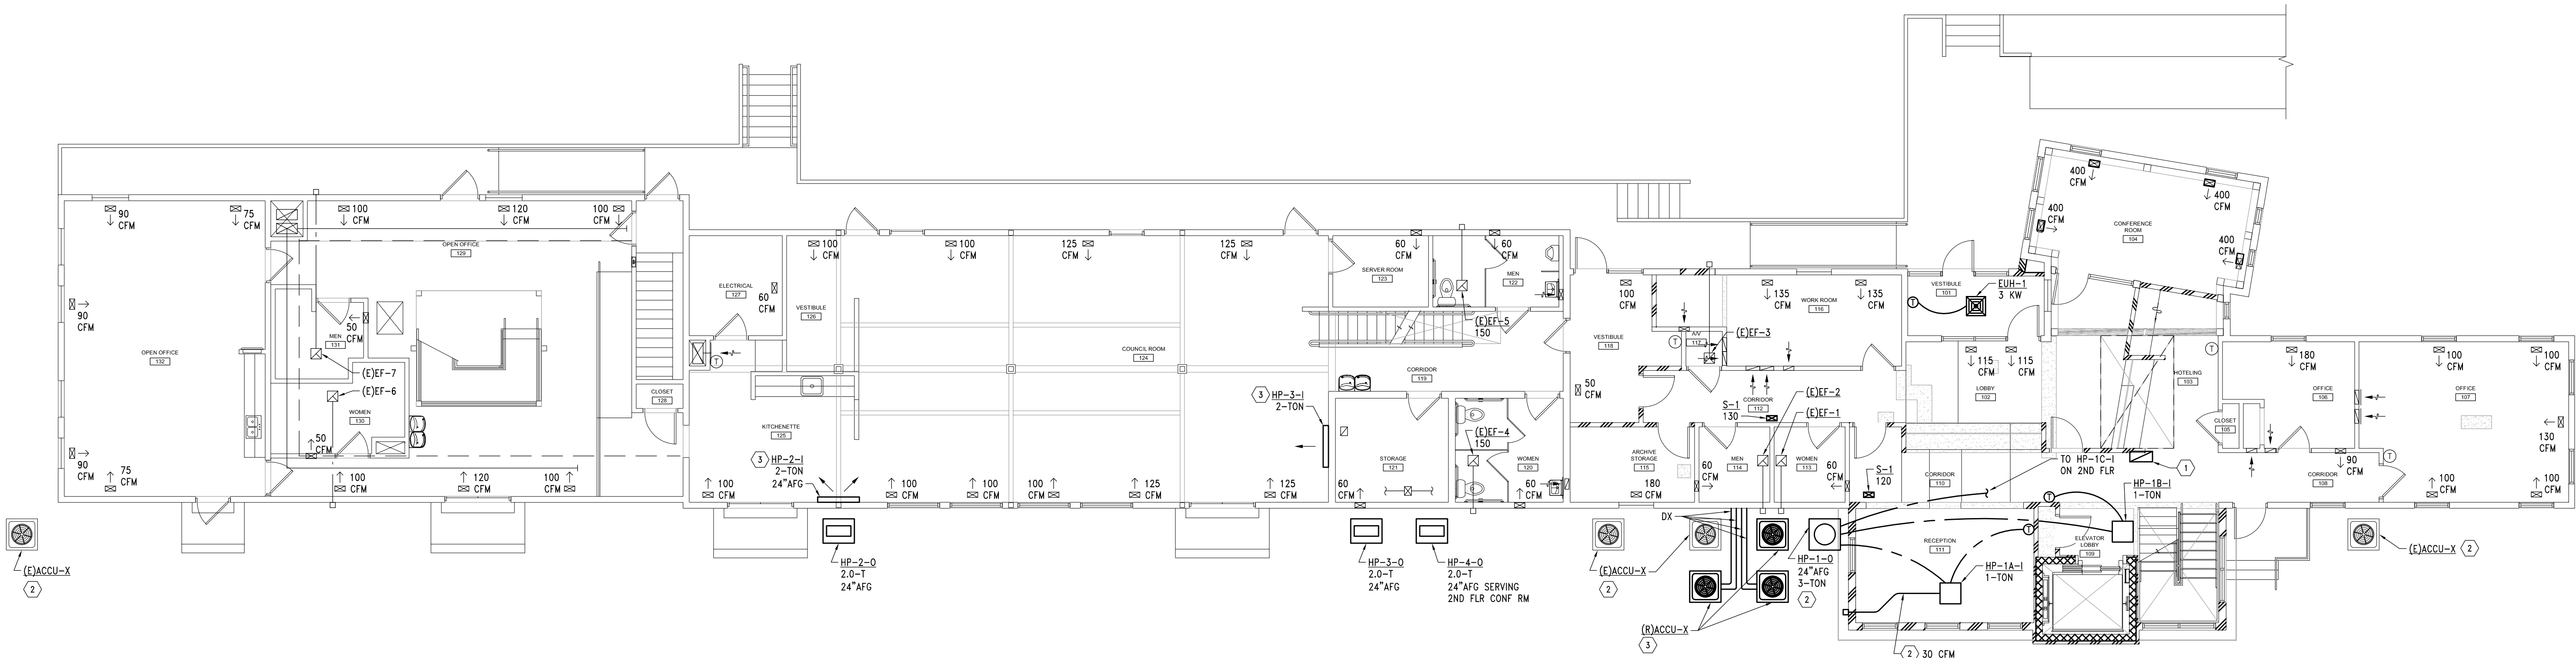 90
CFM
75
CFM
100
CFM
120
CFM
100
CFM
OPEN OFFICE
129
90
CFM
MEN
131
50
CFM
OPEN OFFICE
132
(E)EF-7
(E)EF-6
WOMEN
130
50
CFM
90
CFM
75
CFM
100
CFM
120
CFM
100
CFM
CLOSET
128
(E)ACCU-X
2
ELECTRICAL
127
60
CFM
T
VESTIBULE
126
100
CFM
100
CFM
125
CFM
125
CFM
COUNCIL ROOM
124
KITCHENETTE
125
3
HP-2-I
2-TON
24"AFG
3
HP-3-I
2-TON
100
CFM
100
CFM
100
CFM
100
CFM
125
CFM
125
CFM
HP-2-O
2.0-T
24"AFG
SERVER ROOM
123
60
CFM
60
CFM
MEN
122
(E)EF-5
150
CORRIDOR
119
(E)EF-4
150
STORAGE
121
WOMEN
120
60
CFM
60
CFM
HP-3-O
2.0-T
24"AFG
HP-4-O
2.0-T
24"AFG SERVING
2ND FLR CONF RM
100
CFM
VESTIBULE
118
50
CFM
T
A/V
117
(E)EF-3
135
CFM
135
CFM
WORK ROOM
116
S-1
130
CORRIDOR
112
(E)EF-2
(E)EF-1
ARCHIVE
STORAGE
115
180
CFM
60
CFM
MEN
114
WOMEN
113
60
CFM
S-1
120
DX
(E)ACCU-X
2
(R)ACCU-X
3
HP-1-O
24"AFG
3-TON
2
400
CFM
400
CFM
400
CFM
400
CFM
CONFERENCE
ROOM
104
VESTIBULE
101
T
EUH-1
3 KW
115
CFM
115
CFM
LOBBY
102
HOTELING
103
T
CORRIDOR
110
TO HP-1C-I
ON 2ND FLR
1
HP-1B-I
1-TON
T
T
RECEPTION
111
ELEVATOR
LOBBY
109
HP-1A-I
1-TON
2
30 CFM
180
CFM
OFFICE
106
CLOSET
105
100
CFM
100
CFM
OFFICE
107
130
CFM
90
CFM
T
CORRIDOR
108
100
CFM
100
CFM
(E)ACCU-X
2